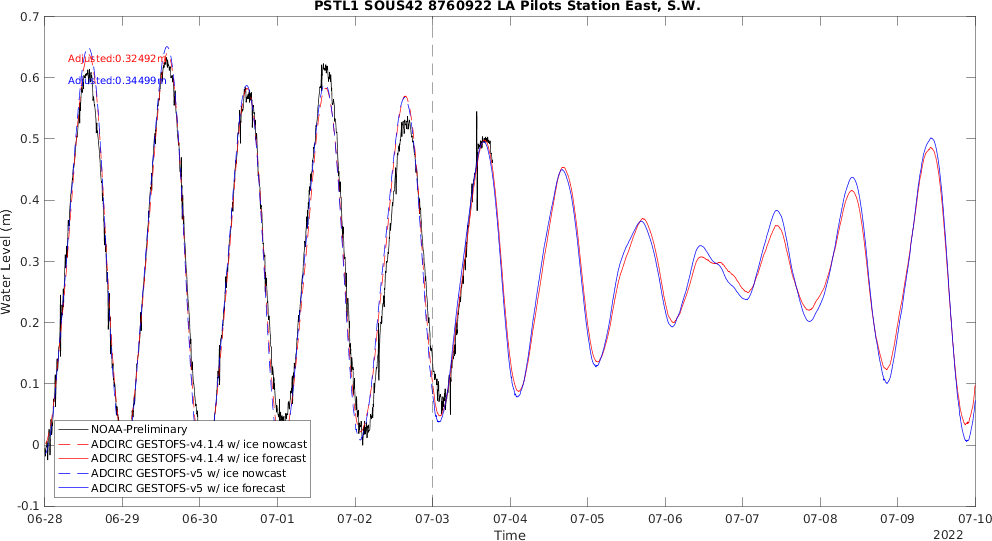 PSTL1 SOUS42 8760922 LA Pilots Station East, S.W.
0.7
Adjusted:0.32492m
0.6
Adjusted:0.34499m
0.5
0.4
0.3
0.2
0.1
0
-0.1
Water Level (m)
NOAA-Preliminary
ADCIRC GESTOFS-v4.1.4 w/ ice nowcast
ADCIRC GESTOFS-v4.1.4 w/ ice forecast
ADCIRC GESTOFS-v5 w/ ice nowcast
ADCIRC GESTOFS-v5 w/ ice forecast
06-28 06-29 06-30 07-01 07-02 07-03 07-04 07-05 07-06 07-07 07-08 07-09 07-10
Time
2022